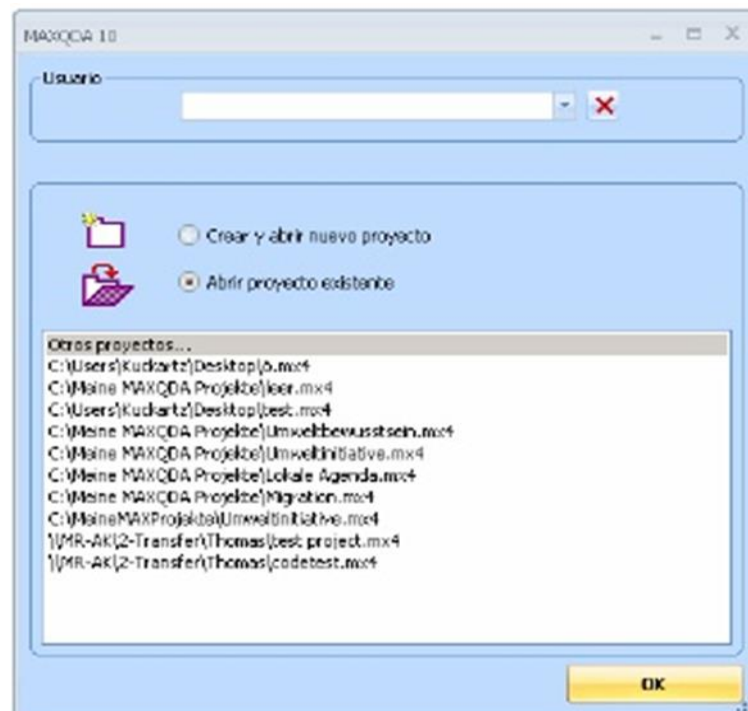 MAXQDA 10
Usuario
Crear y abrir nuevo proyecto
Abrir proyecto existente
Otros proyectos...
C:\Users\Kuckartz\Desktop\6.mx4
C:\Meine MAXQDA Projekte\leer.mx4
C:\Users\Kuckartz\Desktop\test.mx4
C:\Meine MAXQDA Projekte\Umweltbewusstsein.mx4
C:\Meine MAXQDA Projekte\Umweltinitiative.mx4
C:\Meine MAXQDA Projekte\Lokale Agenda.mx4
C:\Meine MAXQDA Projekte\Migration.mx4
C:\MeineMAXProjekte\Umweltinitiative.mx4
\\MR-AK\2-Transfer\Thomas\test project.mx4
\\MR-AK\2-Transfer\Thomas\codetest.mx4
OK